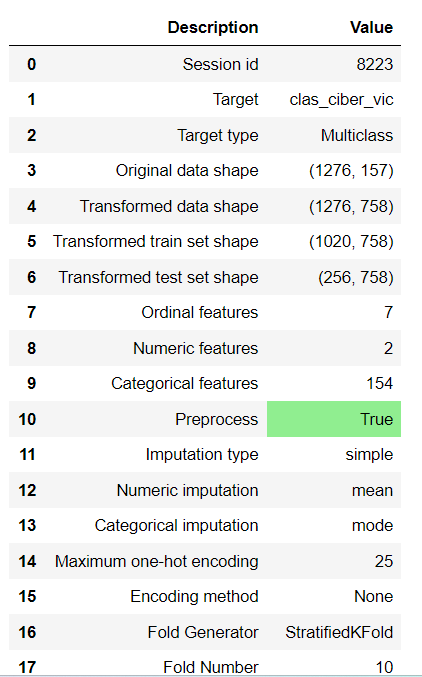 Description Value
0 Session id 8223
1 Target clas_ciber_vic
2 Target type Multiclass
3 Original data shape (1276, 157)
4 Transformed data shape (1276, 758)
5 Transformed train set shape (1020, 758)
6 Transformed test set shape (256, 758)
7 Ordinal features 7
8 Numeric features 2
9 Categorical features 154
10 Preprocess True
11 Imputation type simple
12 Numeric imputation mean
13 Categorical imputation mode
14 Maximum one-hot encoding 25
15 Encoding method None
16 Fold Generator StratifiedKFold
17 Fold Number 10